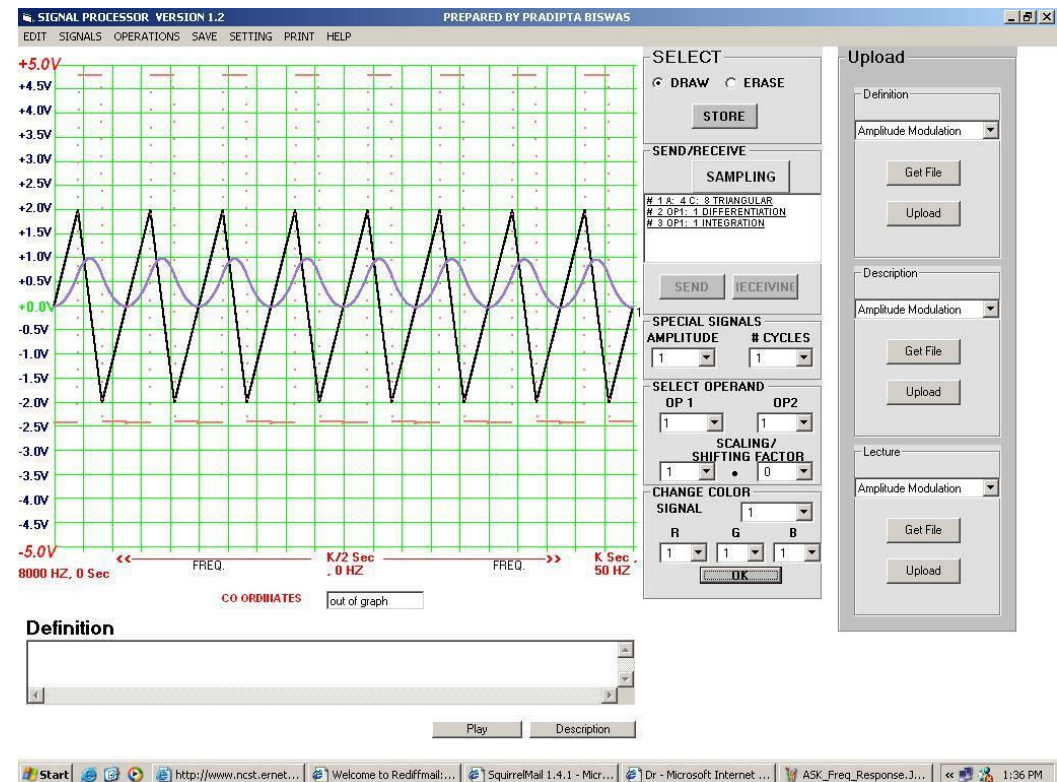 SIGNAL PROCESSOR VERSION 1.2 PREPARED BY PRADIPTA BISWAS
EDIT SIGNALS OPERATIONS SAVE SETTING PRINT HELP
+5.0V
+4.5V
+4.0V
+3.5V
+3.0V
+2.5V
+2.0V
+1.5V
+1.0V
+0.5V
+0.0V
-0.5V
-1.0V
-1.5V
-2.0V
-2.5V
-3.0V
-3.5V
-4.0V
-4.5V
-5.0V
1
<< K/2 Sec >> K Sec
FREQ. , 0 HZ FREQ.
8000 HZ, 0 Sec 50 HZ
CO ORDINATES out of graph
SELECT
DRAW ERASE
STORE
SEND/RECEIVE
SAMPLING
# 1 A: 4 C: 8 TRIANGULAR
# 2 OP1: 1 DIFFERENTIATION
# 3 OP1: 1 INTEGRATION
SEND RECEIVING
SPECIAL SIGNALS
AMPLITUDE # CYCLES
1 1
SELECT OPERAND
OP 1 OP2
1 1
SCALING/
SHIFTING FACTOR
1 • 0
CHANGE COLOR
SIGNAL 1
R G B
1 1 1
OK
Upload
Definition
Amplitude Modulation
Get File
Upload
Description
Amplitude Modulation
Get File
Upload
Lecture
Amplitude Modulation
Get File
Upload
Definition
Play Description
Start http://www.ncst.ernet... Welcome to Rediffmail:... SquirrelMail 1.4.1 - Micr... Dr - Microsoft Internet ... ASK_Freq_Response.J... « 1:36 PM